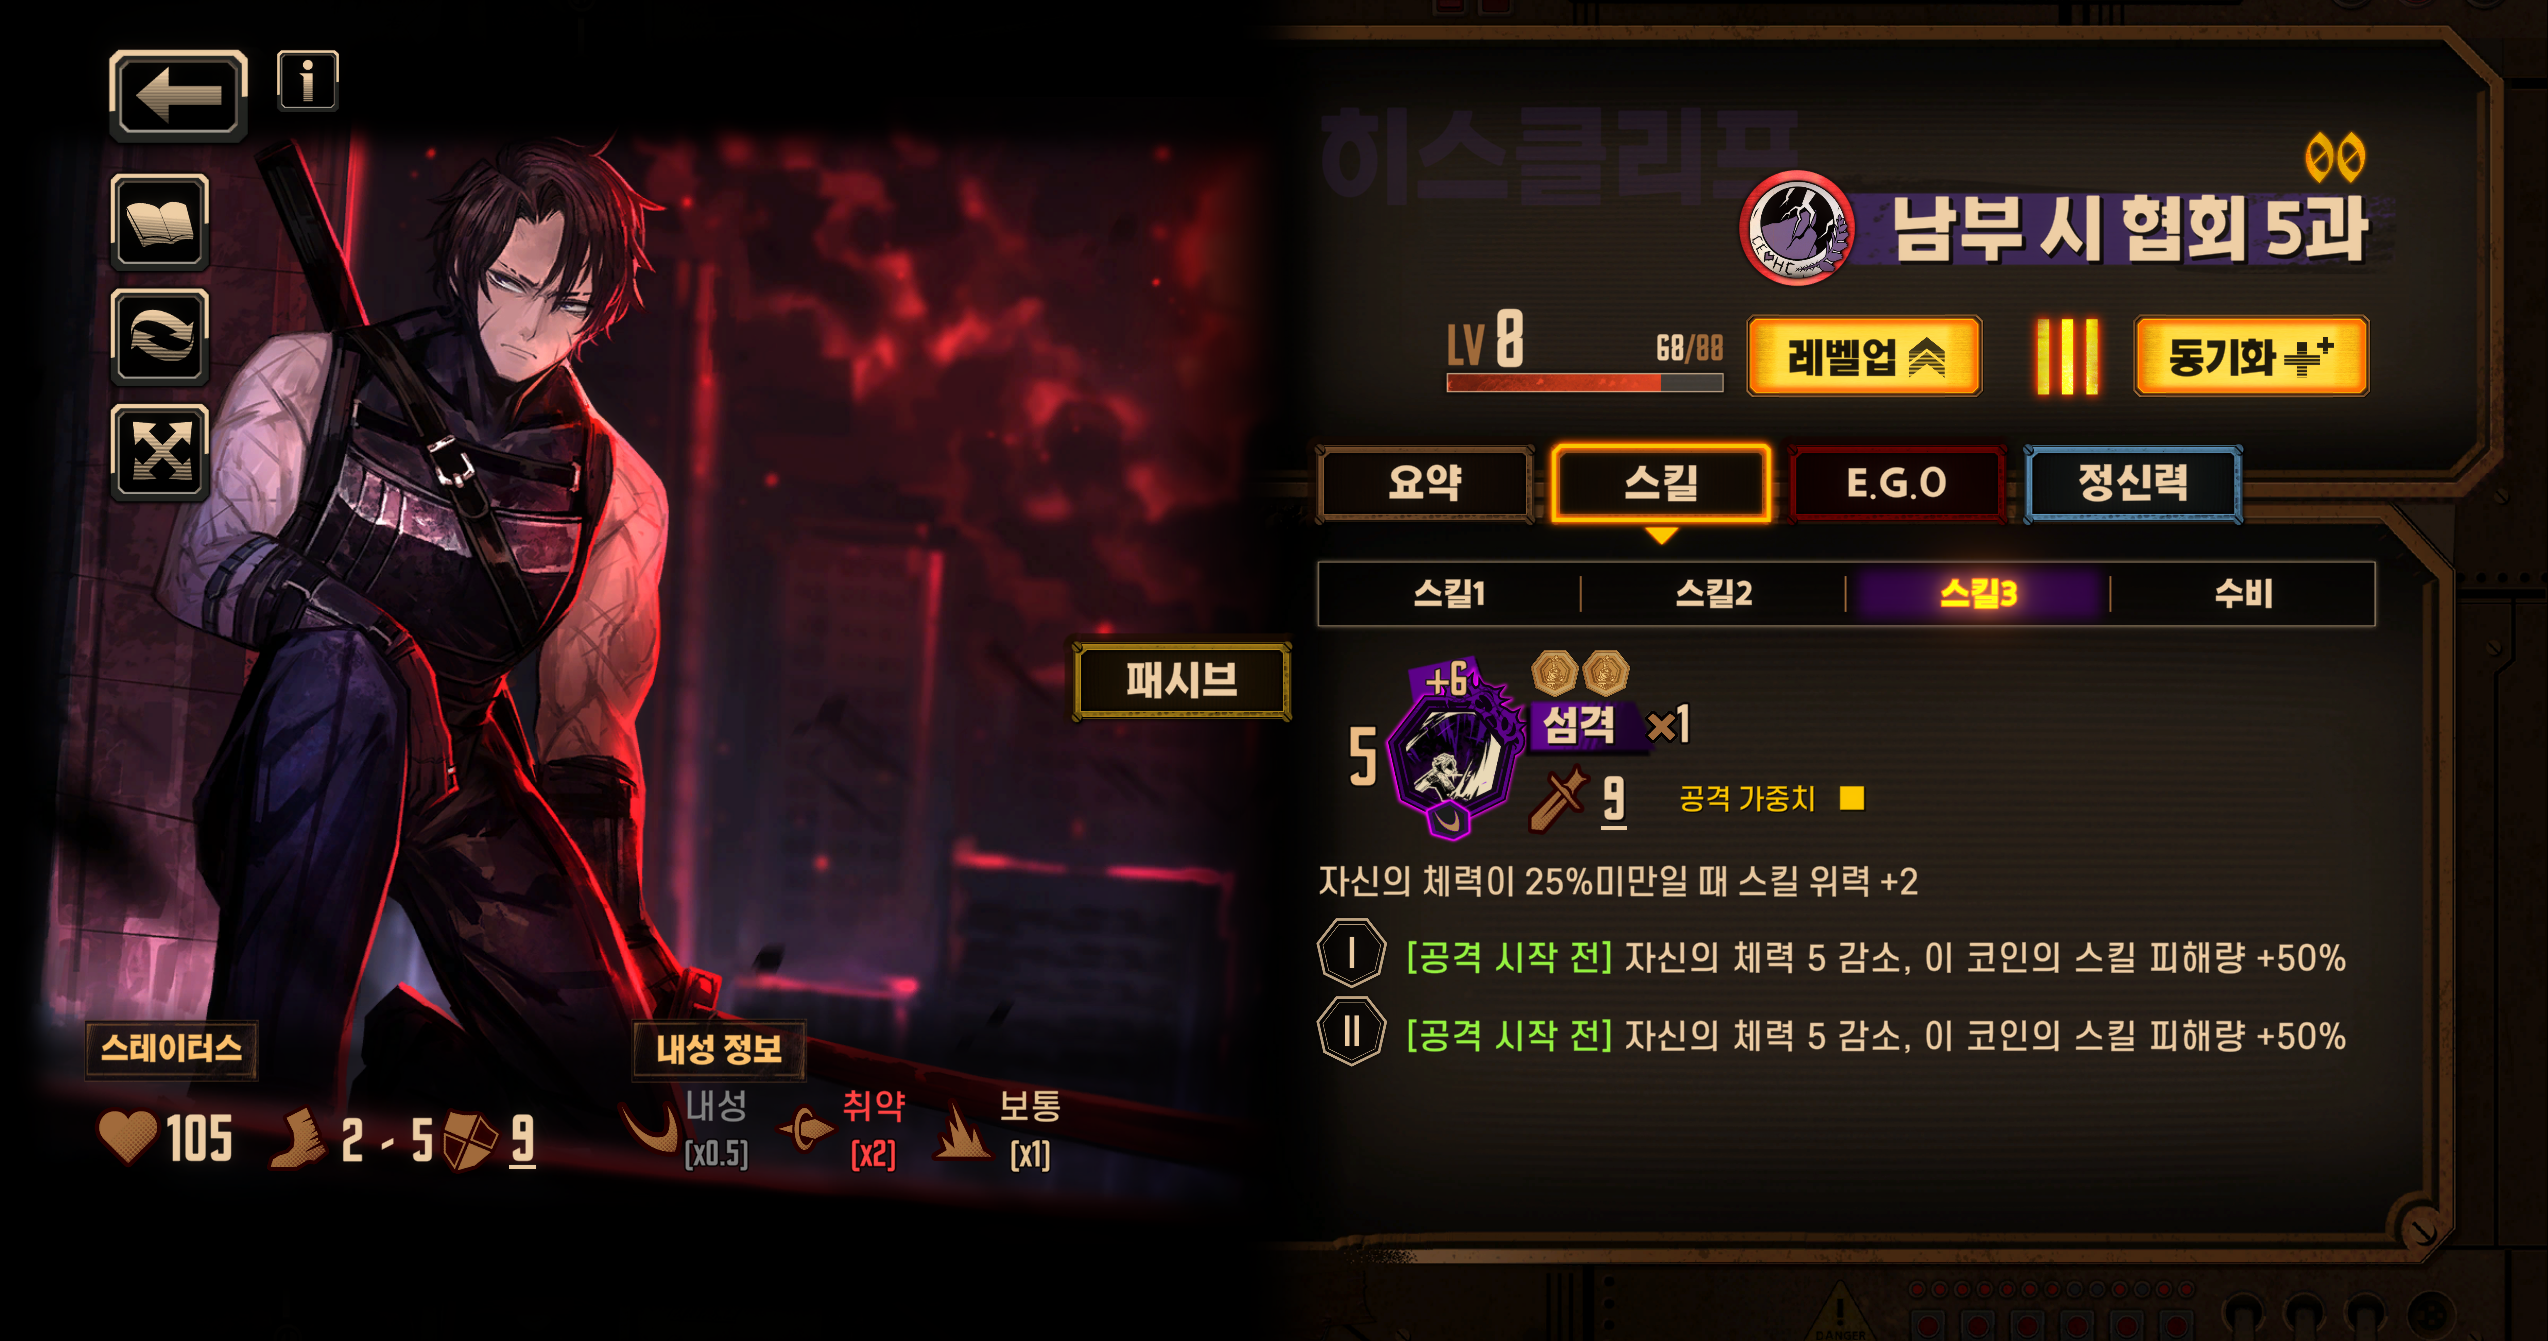 히스클리프
남부 시 협회 5과
LV 8
68/88
레벨업
동기화
요약
스킬
E.G.O
정신력
스킬1
스킬2
스킬3
수비
패시브
+6
5
섬격 ×1
9
공격 가중치
자신의 체력이 25%미만일 때 스킬 위력 +2
I [공격 시작 전] 자신의 체력 5 감소, 이 코인의 스킬 피해량 +50%
II [공격 시작 전] 자신의 체력 5 감소, 이 코인의 스킬 피해량 +50%
스테이터스
105
2 - 5
9
내성 정보
내성
[x0.5]
취약
[x2]
보통
[x1]
DANGER